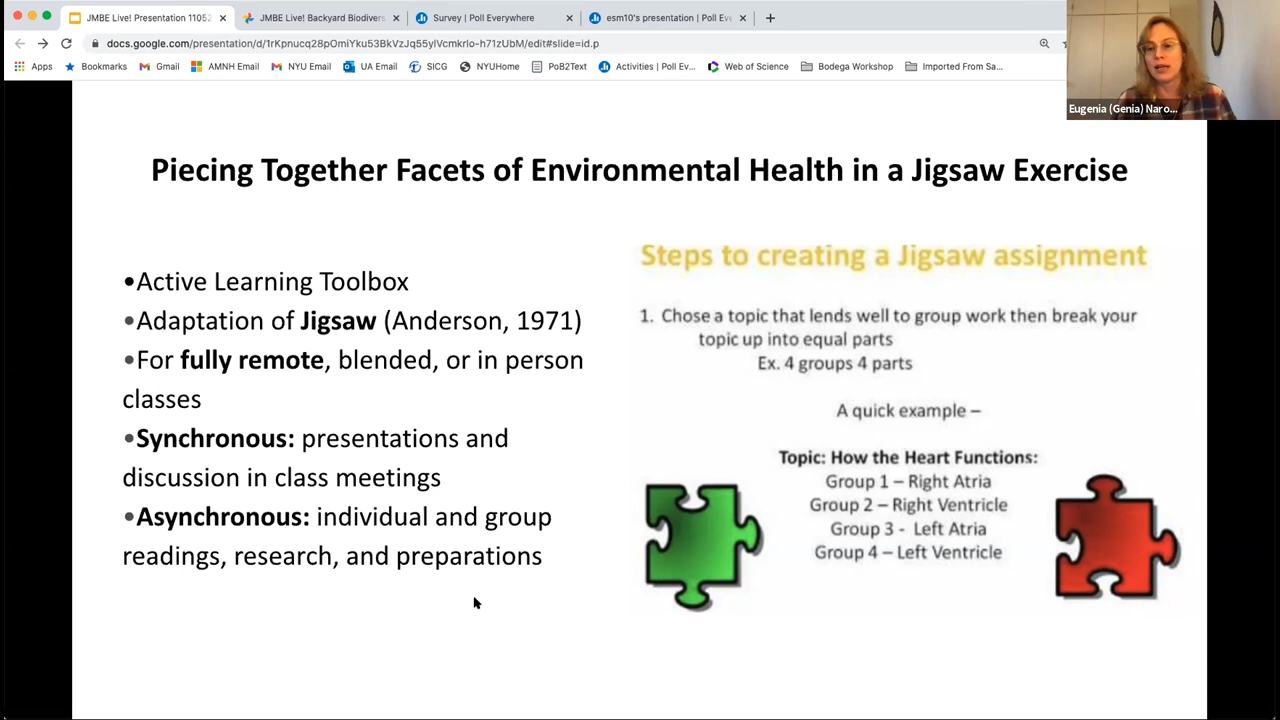 JMBE Live! Presentation 11052
JMBE Live! Backyard Biodivers
Survey | Poll Everywhere
esm10's presentation | Poll Ev
docs.google.com/presentation/d/1rKpnucq28pOmiYku53BkVzJq55ylVcmkrlo-h71zUbM/edit#slide=id.p
Apps Bookmarks Gmail AMNH Email NYU Email UA Email SICG NYUHome PoB2Text Activities | Poll Ev... Web of Science Bodega Workshop Imported From Sa...
Eugenia (Genia) Naro...
Piecing Together Facets of Environmental Health in a Jigsaw Exercise
•Active Learning Toolbox
•Adaptation of Jigsaw (Anderson, 1971)
•For fully remote, blended, or in person
classes
•Synchronous: presentations and
discussion in class meetings
•Asynchronous: individual and group
readings, research, and preparations
Steps to creating a Jigsaw assignment
1. Chose a topic that lends well to group work then break your
topic up into equal parts
Ex. 4 groups 4 parts
A quick example –
Topic: How the Heart Functions:
Group 1 – Right Atria
Group 2 – Right Ventricle
Group 3 - Left Atria
Group 4 – Left Ventricle